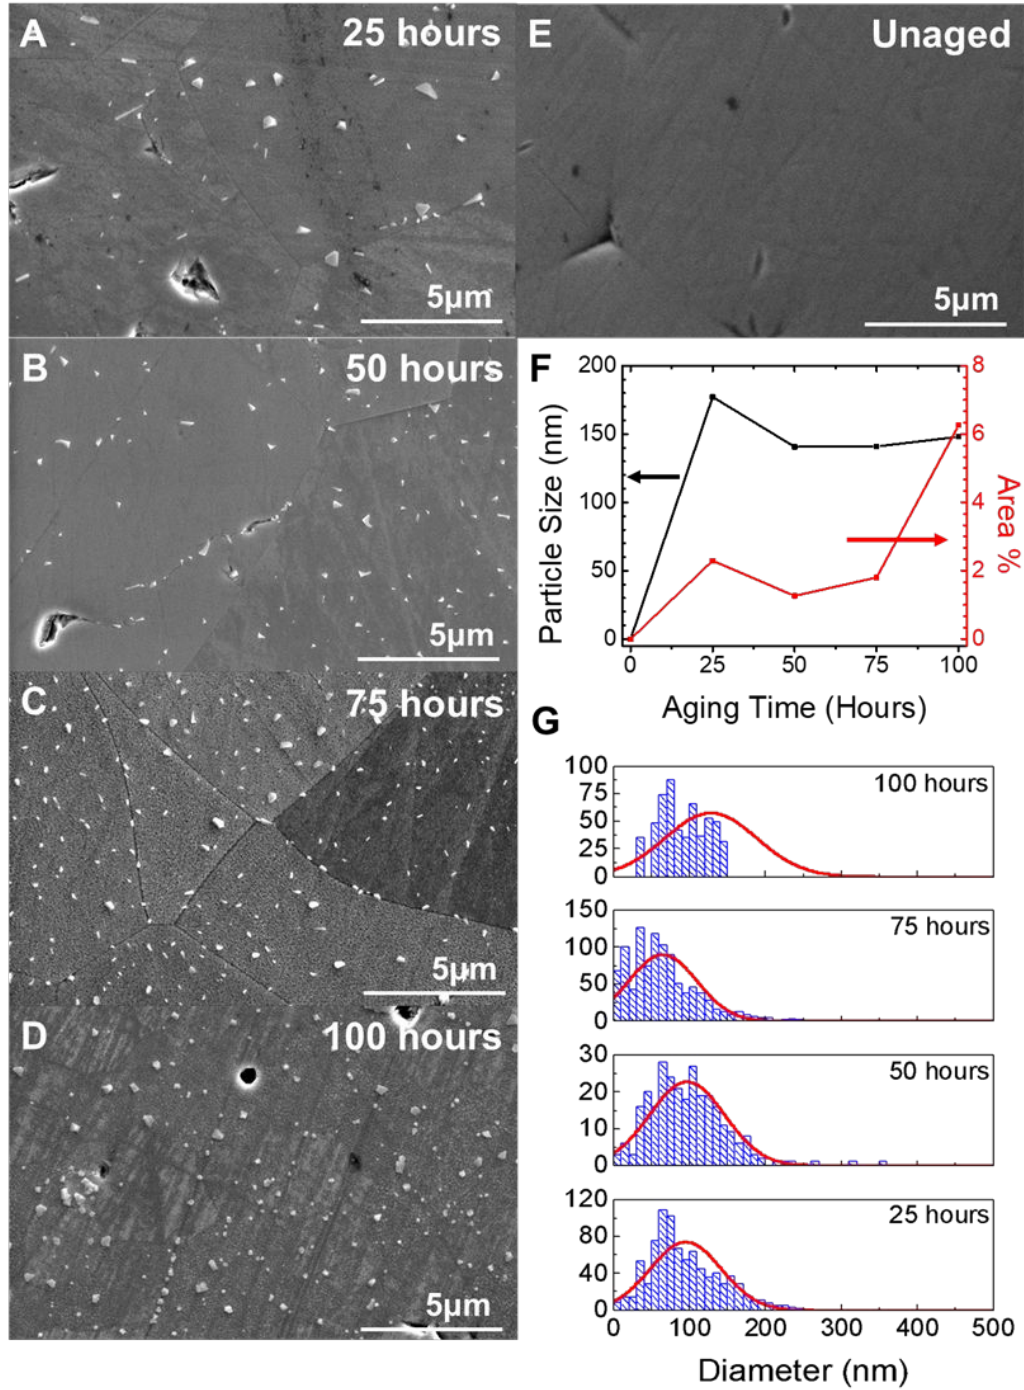 A 25 hours
5μm
E Unaged
5μm
B 50 hours
5μm
C 75 hours
5μm
D 100 hours
5μm
F
200
150
100
50
0
Particle Size (nm)
8
6
4
2
0
Area %
0 25 50 75 100
Aging Time (Hours)
G
100 hours
100
75
50
25
0
75 hours
150
100
50
0
50 hours
30
20
10
0
25 hours
120
80
40
0
0 100 200 300 400 500
Diameter (nm)